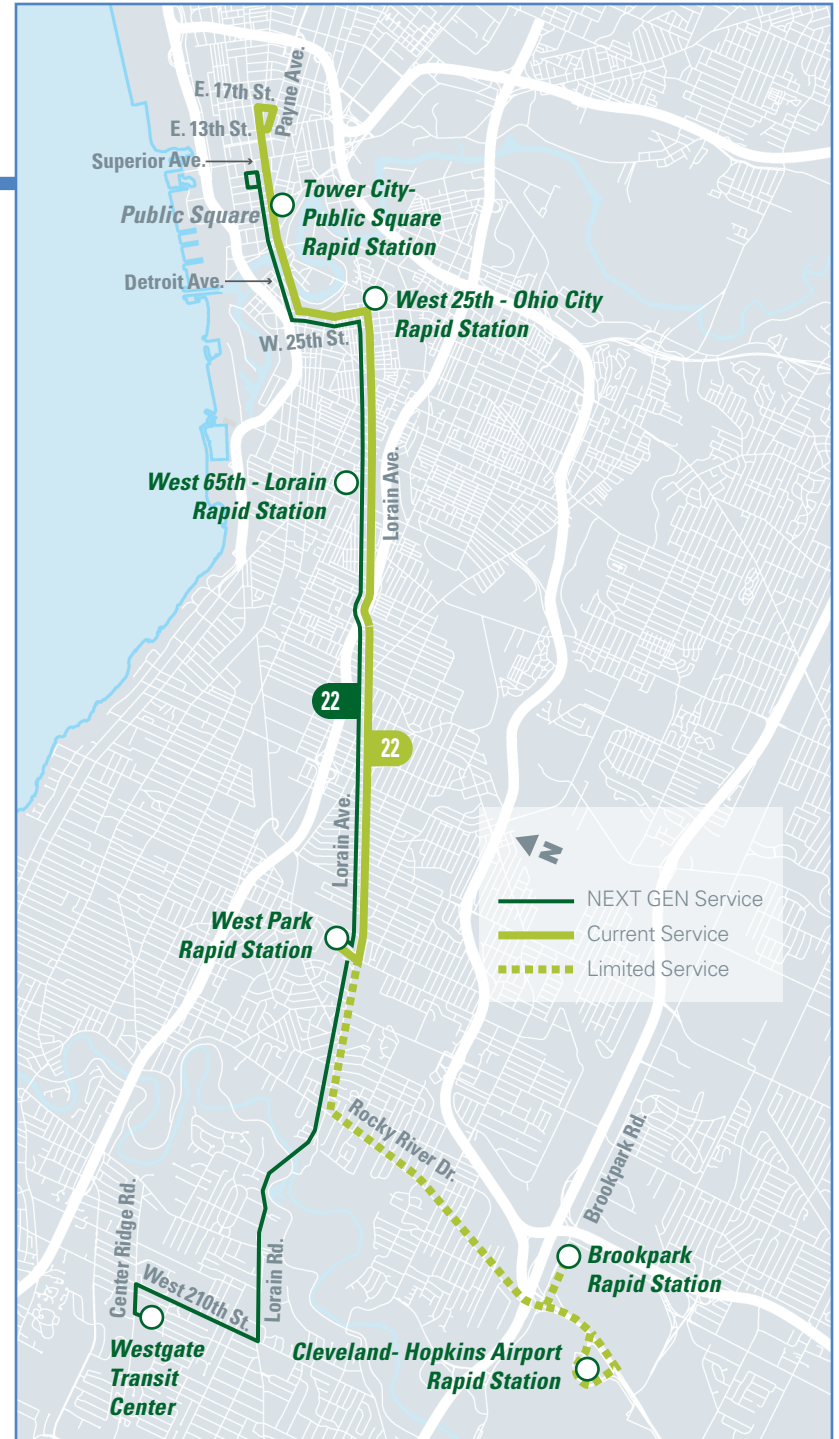 E. 17th St.
Payne Ave.
E. 13th St.
Superior Ave.
Public Square
Tower City-
Public Square
Rapid Station
Detroit Ave.
West 25th - Ohio City
Rapid Station
W. 25th St.
West 65th - Lorain
Rapid Station
Lorain Ave.
22
22
Lorain Ave.
N
NEXT GEN Service
Current Service
Limited Service
West Park
Rapid Station
Rocky River Dr.
Brookpark Rd.
Center Ridge Rd.
West 210th St.
Lorain Rd.
Brookpark
Rapid Station
Westgate
Transit
Center
Cleveland- Hopkins Airport
Rapid Station